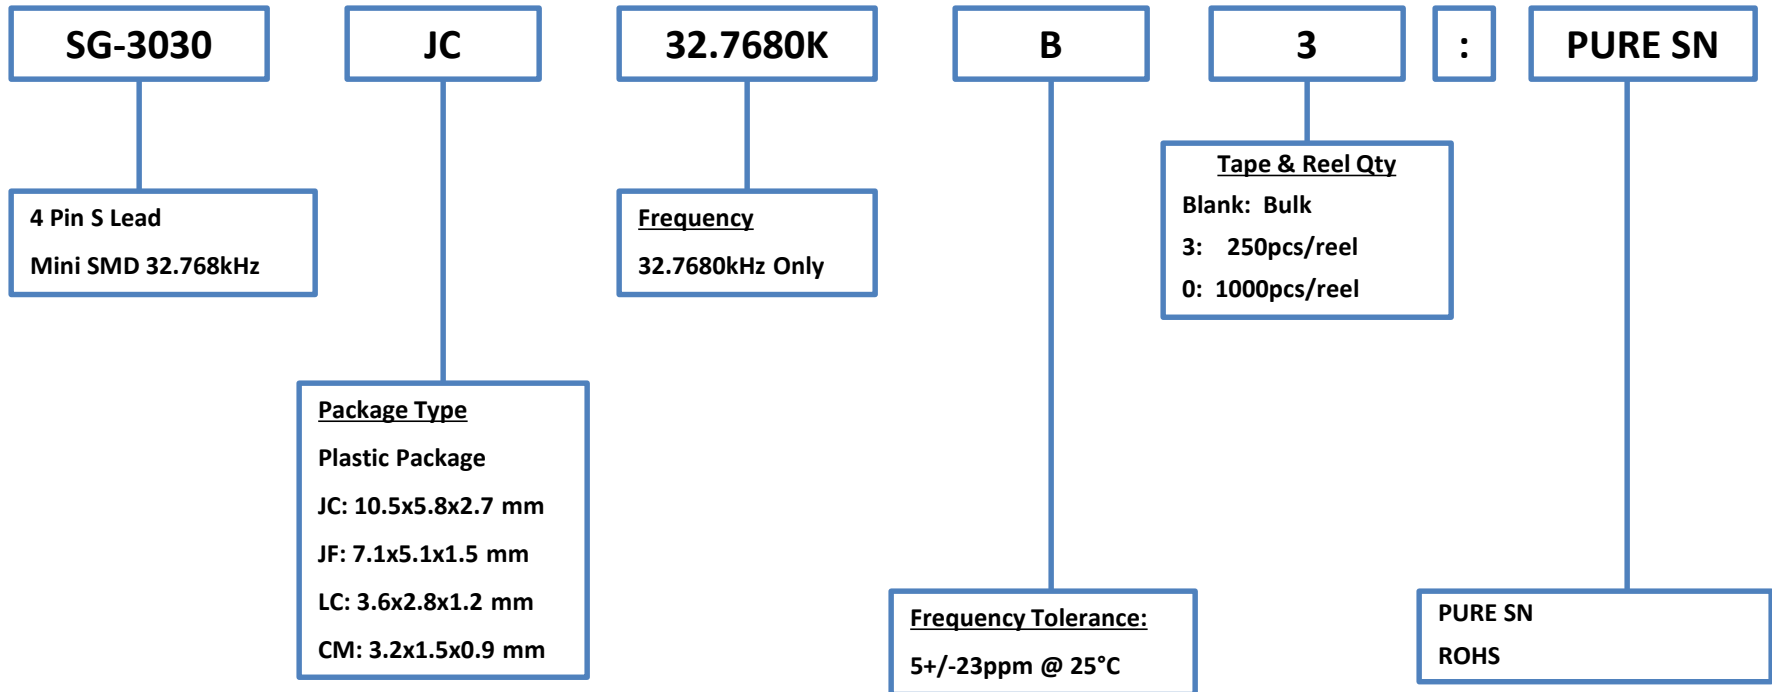 SG-3030 JC 32.7680K B 3 : PURE SN
4 Pin S Lead
Mini SMD 32.768kHz
Package Type
Plastic Package
JC: 10.5x5.8x2.7 mm
JF: 7.1x5.1x1.5 mm
LC: 3.6x2.8x1.2 mm
CM: 3.2x1.5x0.9 mm
Frequency
32.7680kHz Only
Frequency Tolerance:
5+/-23ppm @ 25°C
Tape & Reel Qty
Blank: Bulk
3: 250pcs/reel
0: 1000pcs/reel
PURE SN
ROHS